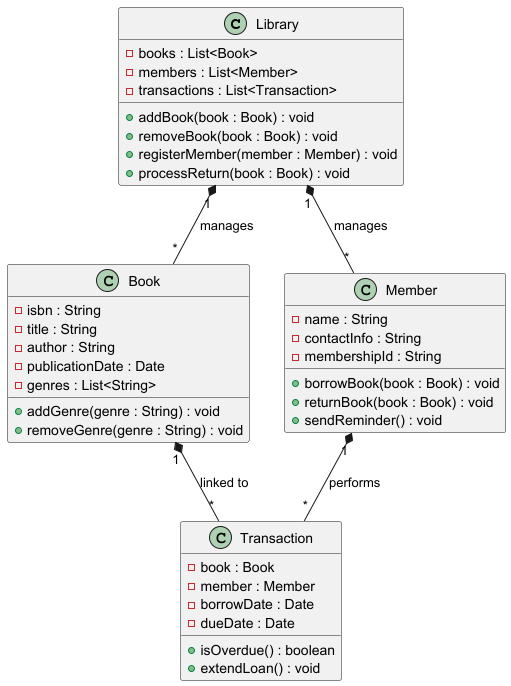 C Library
books : List<Book>
members : List<Member>
transactions : List<Transaction>
addBook(book : Book) : void
removeBook(book : Book) : void
registerMember(member : Member) : void
processReturn(book : Book) : void
1
1
manages
manages
*
*
C Book
isbn : String
title : String
author : String
publicationDate : Date
genres : List<String>
addGenre(genre : String) : void
removeGenre(genre : String) : void
C Member
name : String
contactInfo : String
membershipId : String
borrowBook(book : Book) : void
returnBook(book : Book) : void
sendReminder() : void
1
1
linked to
performs
*
*
C Transaction
book : Book
member : Member
borrowDate : Date
dueDate : Date
isOverdue() : boolean
extendLoan() : void